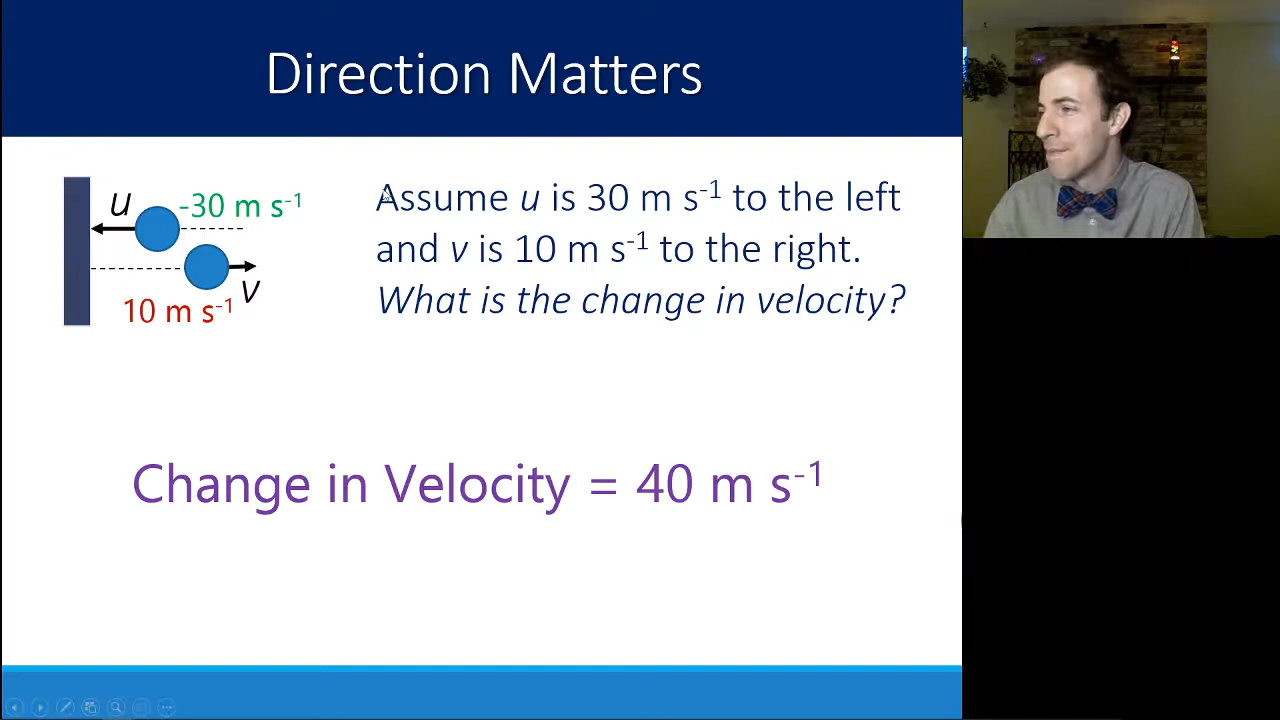 Direction Matters
u
-30 m s⁻¹
v
10 m s⁻¹
Assume u is 30 m s⁻¹ to the left
and v is 10 m s⁻¹ to the right.
What is the change in velocity?
Change in Velocity = 40 m s⁻¹